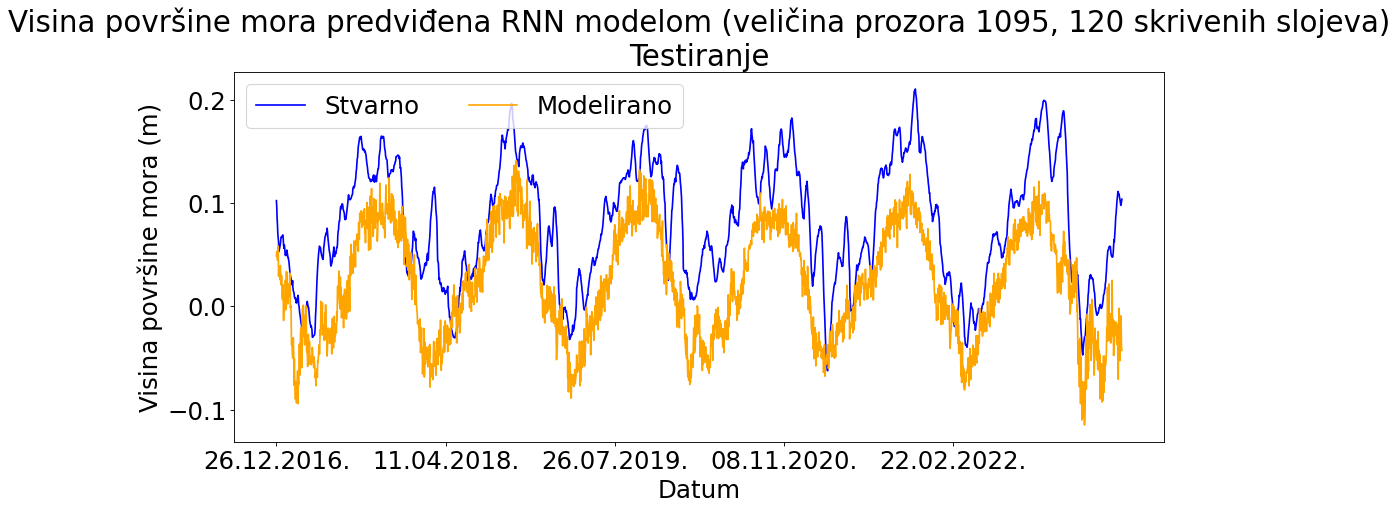 Visina površine mora predviđena RNN modelom (veličina prozora 1095, 120 skrivenih slojeva)
Testiranje
Stvarno
Modelirano
Visina površine mora (m)
0.2
0.1
0.0
−0.1
26.12.2016.
11.04.2018.
26.07.2019.
08.11.2020.
22.02.2022.
Datum